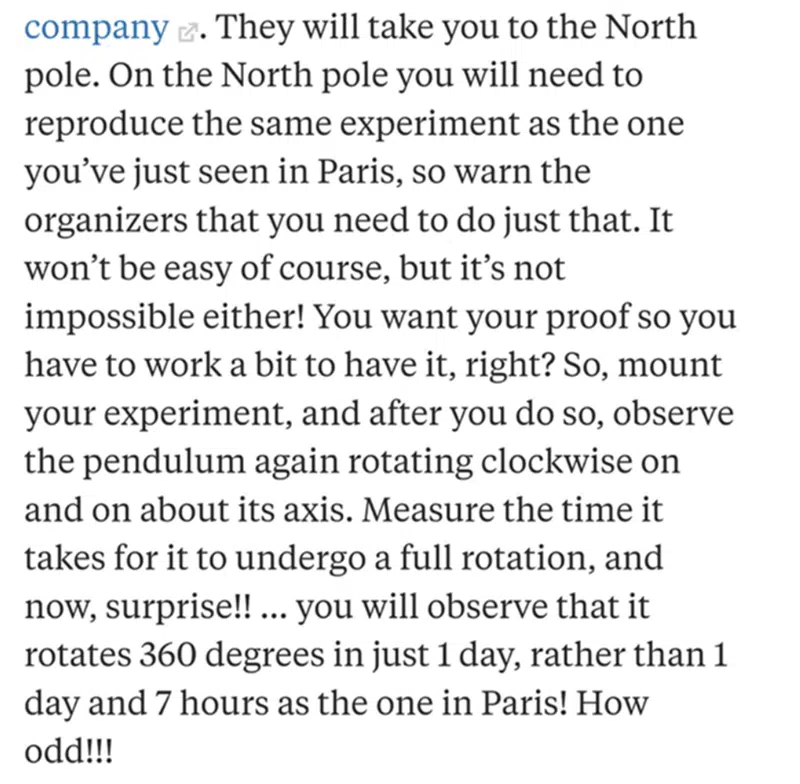 company. They will take you to the North
pole. On the North pole you will need to
reproduce the same experiment as the one
you’ve just seen in Paris, so warn the
organizers that you need to do just that. It
won’t be easy of course, but it’s not
impossible either! You want your proof so you
have to work a bit to have it, right? So, mount
your experiment, and after you do so, observe
the pendulum again rotating clockwise on
and on about its axis. Measure the time it
takes for it to undergo a full rotation, and
now, surprise!! ... you will observe that it
rotates 360 degrees in just 1 day, rather than 1
day and 7 hours as the one in Paris! How
odd!!!